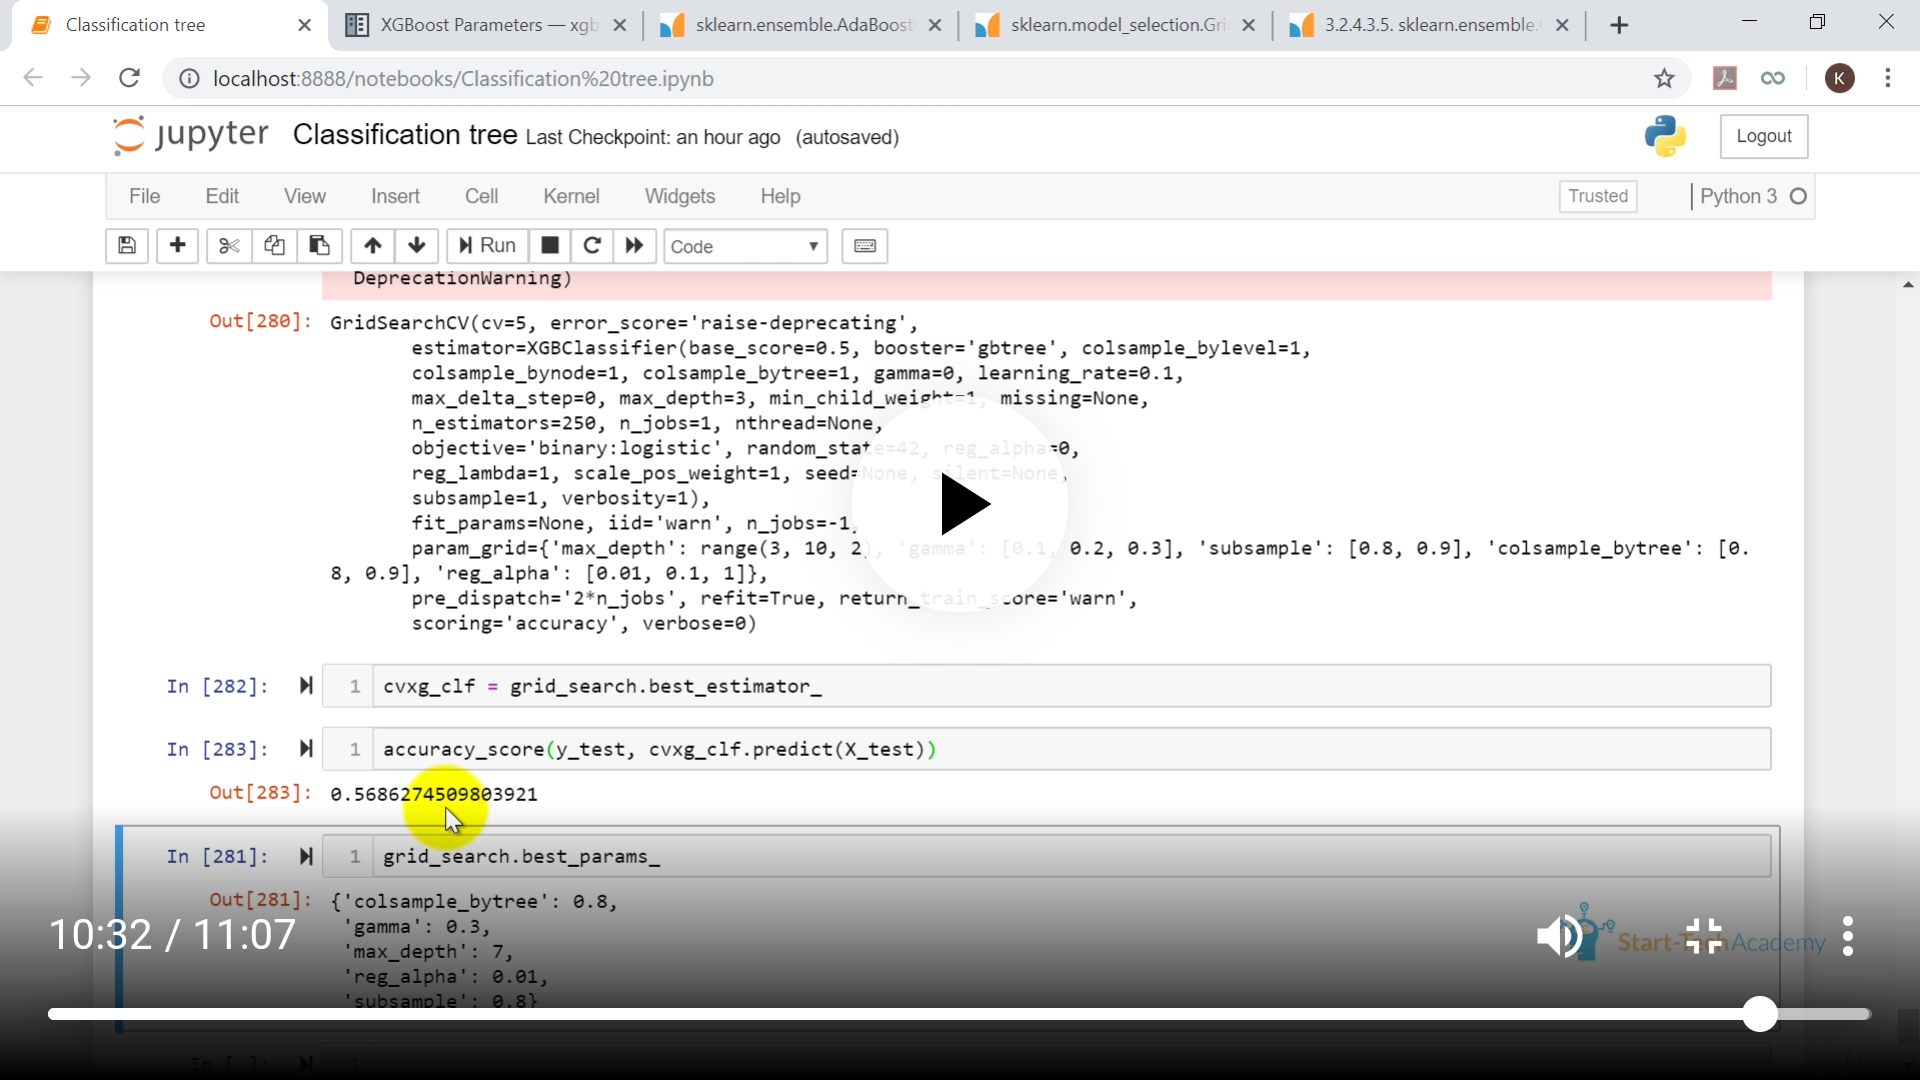 Classification tree
XGBoost Parameters — xgb
sklearn.ensemble.AdaBoost
sklearn.model_selection.Gri
3.2.4.3.5. sklearn.ensemble.
localhost:8888/notebooks/Classification%20tree.ipynb
K
jupyter Classification tree Last Checkpoint: an hour ago (autosaved)
Logout
File Edit View Insert Cell Kernel Widgets Help
Trusted
Python 3
Run
Code
DeprecationWarning)
Out[280]: GridSearchCV(cv=5, error_score='raise-deprecating',
estimator=XGBClassifier(base_score=0.5, booster='gbtree', colsample_bylevel=1,
colsample_bynode=1, colsample_bytree=1, gamma=0, learning_rate=0.1,
max_delta_step=0, max_depth=3, min_child_weight=1, missing=None,
n_estimators=250, n_jobs=1, nthread=None,
objective='binary:logistic', random_state=42, reg_alpha=0,
reg_lambda=1, scale_pos_weight=1, seed=None, silent=None,
subsample=1, verbosity=1),
fit_params=None, iid='warn', n_jobs=-1,
param_grid={'max_depth': range(3, 10, 2), 'gamma': [0.1, 0.2, 0.3], 'subsample': [0.8, 0.9], 'colsample_bytree': [0.
8, 0.9], 'reg_alpha': [0.01, 0.1, 1]},
pre_dispatch='2*n_jobs', refit=True, return_train_score='warn',
scoring='accuracy', verbose=0)
In [282]: 1 cvxg_clf = grid_search.best_estimator_
In [283]: 1 accuracy_score(y_test, cvxg_clf.predict(X_test))
Out[283]: 0.5686274509803921
In [281]: 1 grid_search.best_params_
Out[281]: {'colsample_bytree': 0.8,
'gamma': 0.3,
'max_depth': 7,
'reg_alpha': 0.01,
'subsample': 0.8}
10:32 / 11:07
Start-Tech Academy
In [ ]: 1